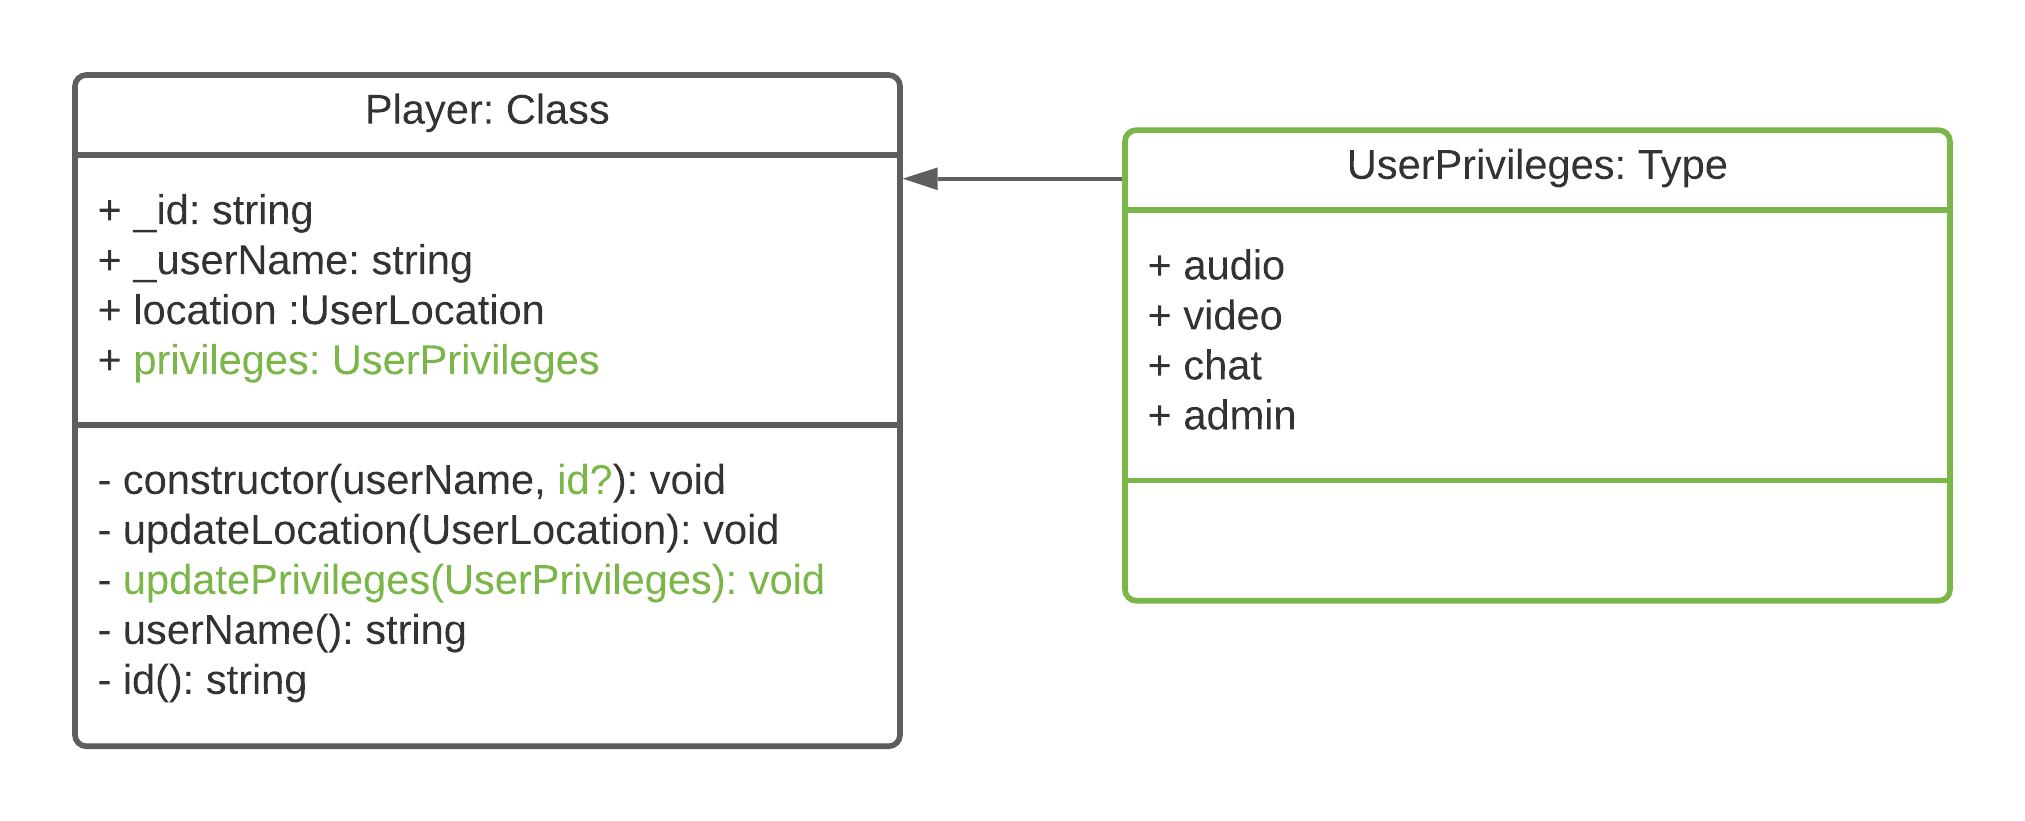 Player: Class
+ _id: string
+ _userName: string
+ location :UserLocation
+ privileges: UserPrivileges
- constructor(userName, id?): void
- updateLocation(UserLocation): void
- updatePrivileges(UserPrivileges): void
- userName(): string
- id(): string
UserPrivileges: Type
+ audio
+ video
+ chat
+ admin